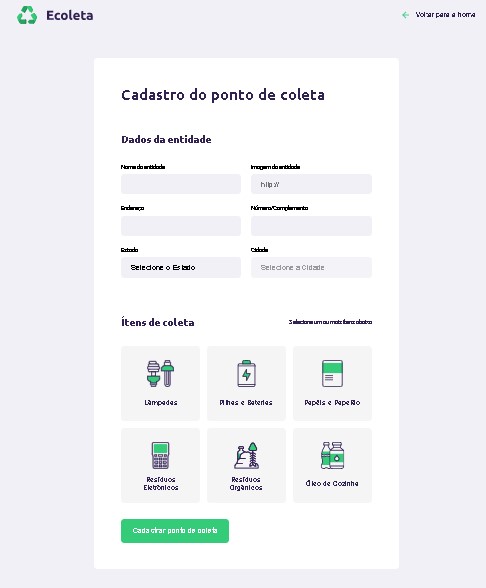 Ecoleta
Voltar para a home
Cadastro do ponto de coleta
Dados da entidade
Nome da entidade
Imagem da entidade
http://
Endereço
Número/Complemento
Estado
Cidade
Selecione o Estado
Selecione a Cidade
Ítens de coleta
Selecione um ou mais itens abaixo
Lâmpadas
Pilhas e Baterias
Papéis e Papelão
Resíduos
Eletrônicos
Resíduos
Orgânicos
Óleo de Cozinha
Cadastrar ponto de coleta